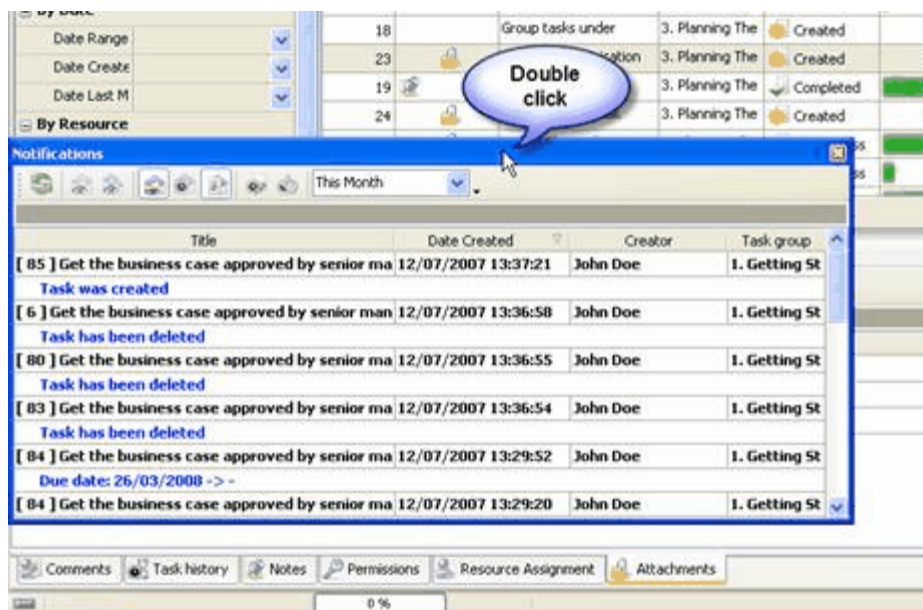 By Date
18 Group tasks under 3. Planning The Created
Date Range
23 3. Planning The Created
Date Create
19 3. Planning The Completed
Date Last M
24 3. Planning The Created
By Resource
Double
click
Notifications
This Month
Title Date Created Creator Task group
[ 85 ] Get the business case approved by senior ma 12/07/2007 13:37:21 John Doe 1. Getting St
Task was created
[ 6 ] Get the business case approved by senior man 12/07/2007 13:36:58 John Doe 1. Getting St
Task has been deleted
[ 80 ] Get the business case approved by senior ma 12/07/2007 13:36:55 John Doe 1. Getting St
Task has been deleted
[ 83 ] Get the business case approved by senior ma 12/07/2007 13:36:54 John Doe 1. Getting St
Task has been deleted
[ 84 ] Get the business case approved by senior ma 12/07/2007 13:29:52 John Doe 1. Getting St
Due date: 26/03/2008 -> -
[ 84 ] Get the business case approved by senior ma 12/07/2007 13:29:20 John Doe 1. Getting St
Comments Task history Notes Permissions Resource Assignment Attachments
0 %